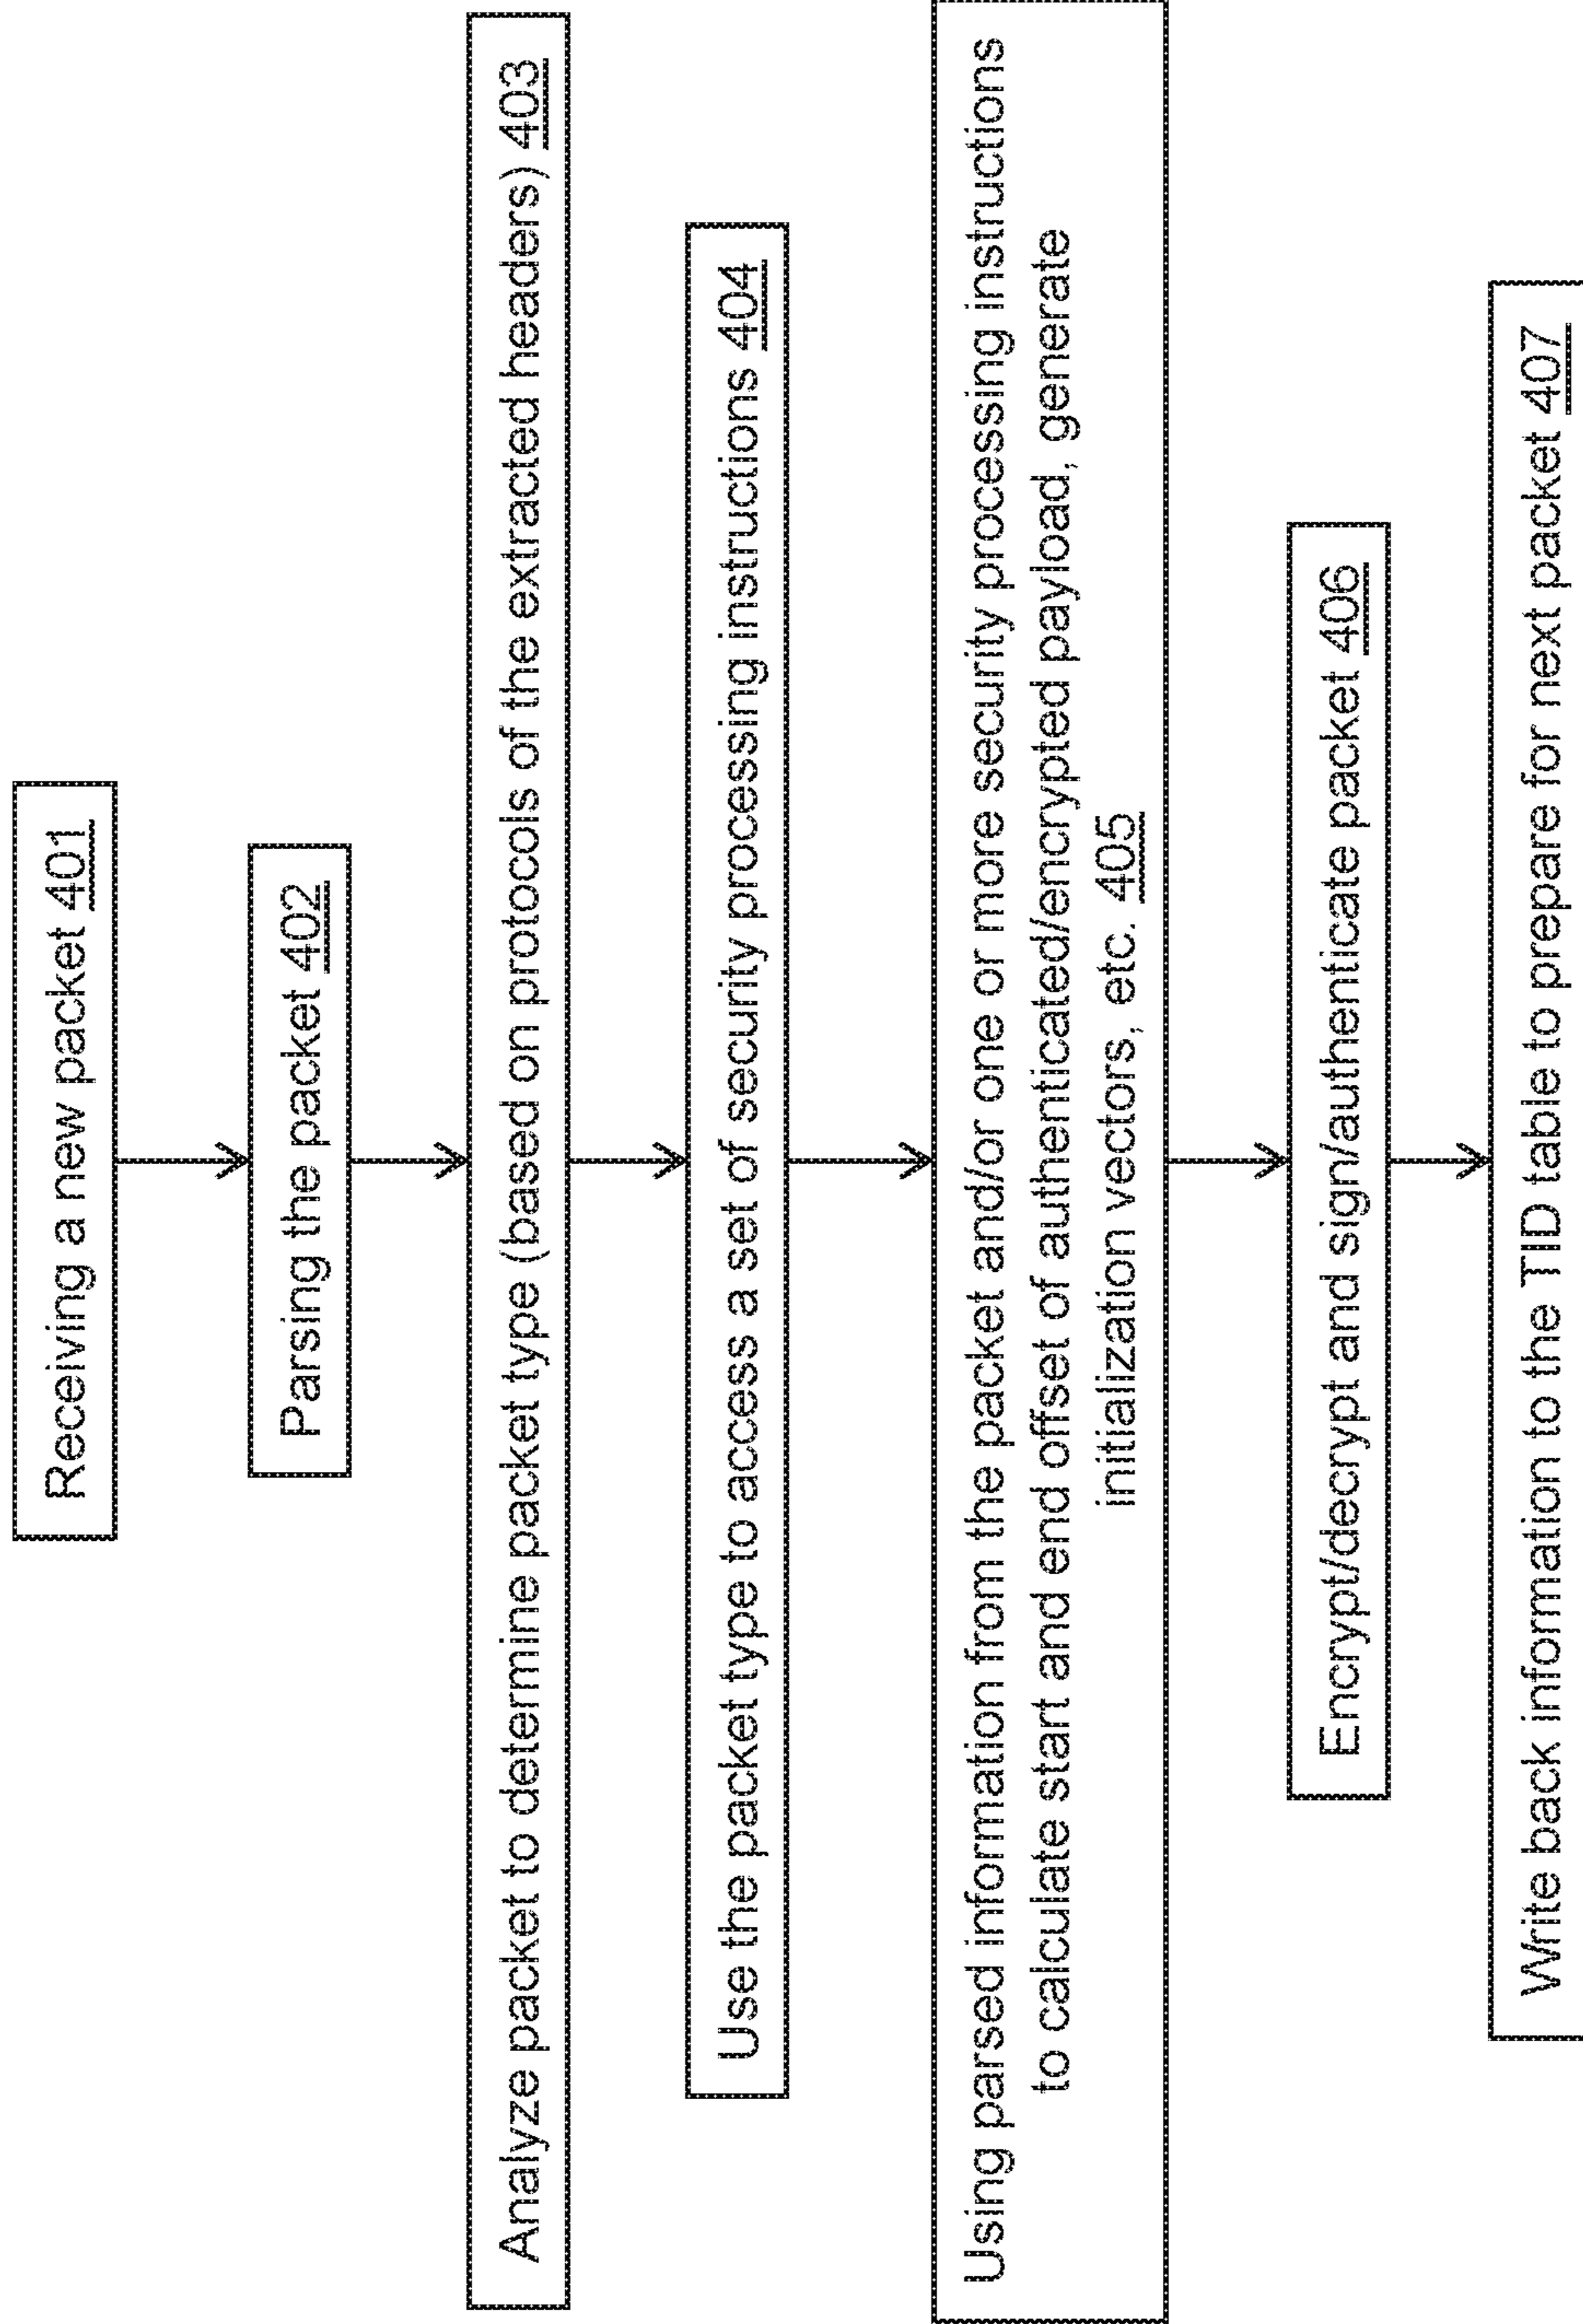 Receiving a new packet 401
Parsing the packet 402
Analyze packet to determine packet type (based on protocols of the extracted headers) 403
Use the packet type to access a set of security processing instructions 404
Using parsed information from the packet and/or one or more security processing instructions
to calculate start and end offset of authenticated/encrypted payload, generate
initialization vectors, etc. 405
Encrypt/decrypt and sign/authenticate packet 406
Write back information to the TID table to prepare for next packet 407